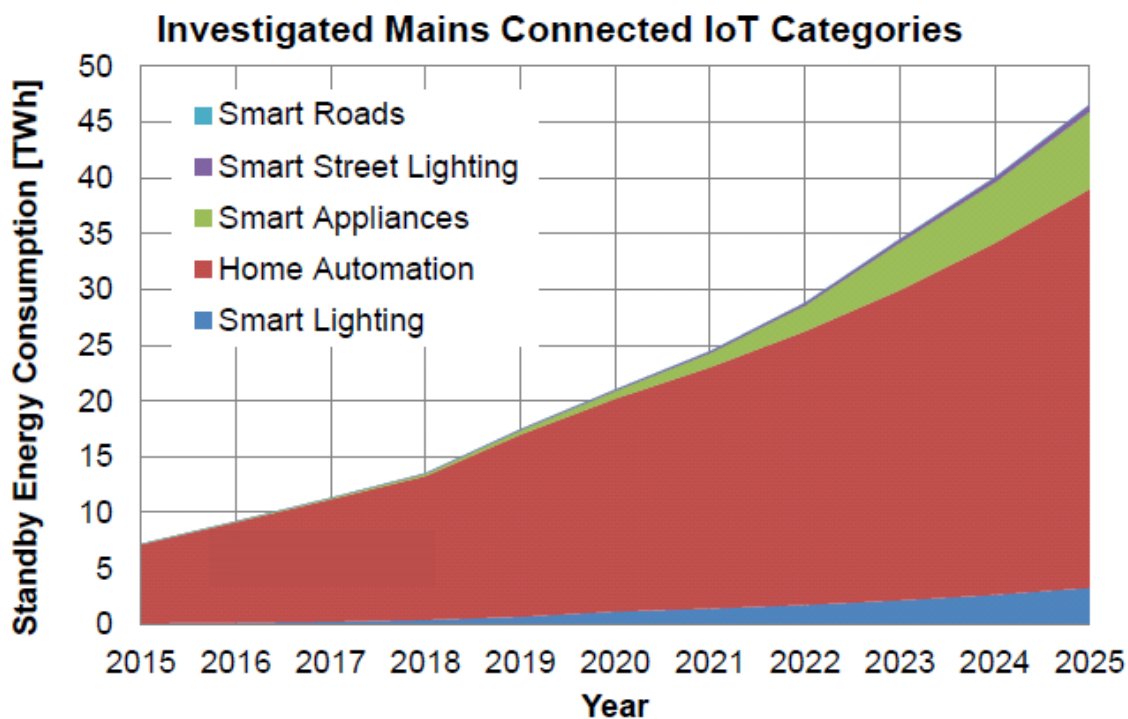 Investigated Mains Connected IoT Categories
Standby Energy Consumption [TWh]
50
45
40
35
30
25
20
15
10
5
0
Smart Roads
Smart Street Lighting
Smart Appliances
Home Automation
Smart Lighting
2015 2016 2017 2018 2019 2020 2021 2022 2023 2024 2025
Year